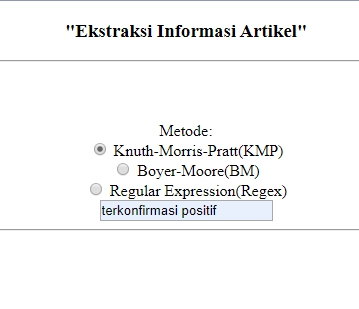 "Ekstraksi Informasi Artikel"
Metode:
Knuth-Morris-Pratt(KMP)
Boyer-Moore(BM)
Regular Expression(Regex)
terkonfirmasi positif